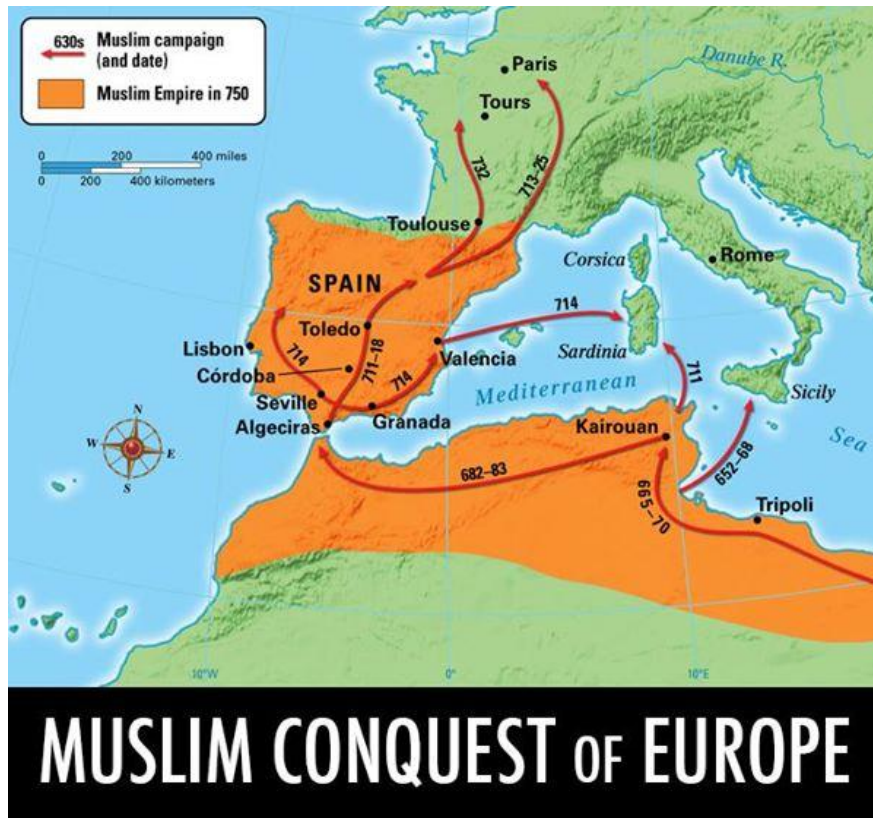 630s Muslim campaign
(and date)
Muslim Empire in 750
0 200 400 miles
0 200 400 kilometers
Paris
Danube R.
Tours
732
713–25
Toulouse
Corsica
Rome
SPAIN
714
Toledo
Lisbon
714
711–18
Valencia
Sardinia
Córdoba
714
Mediterranean
711
Sicily
Seville
Algeciras
Granada
Kairouan
Sea
N
W
E
S
682–83
652–68
665–70
Tripoli
10°W
0°
10°E
MUSLIM CONQUEST OF EUROPE